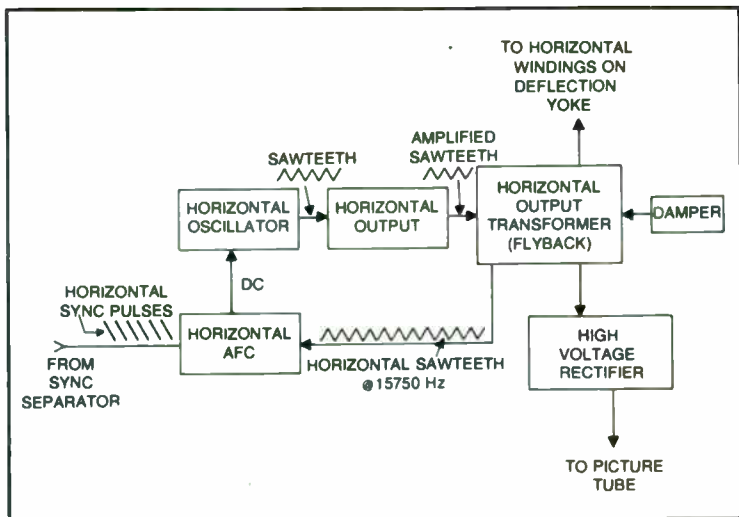 TO HORIZONTAL
WINDINGS ON
DEFLECTION
YOKE
AMPLIFIED
SAWTEETH
SAWTEETH
HORIZONTAL
OSCILLATOR
HORIZONTAL
OUTPUT
HORIZONTAL
OUTPUT
TRANSFORMER
(FLYBACK)
DAMPER
DC
HORIZONTAL
SYNC PULSES
HORIZONTAL
AFC
FROM
SYNC
SEPARATOR
HORIZONTAL SAWTEETH
@15750 Hz
HIGH
VOLTAGE
RECTIFIER
TO PICTURE
TUBE